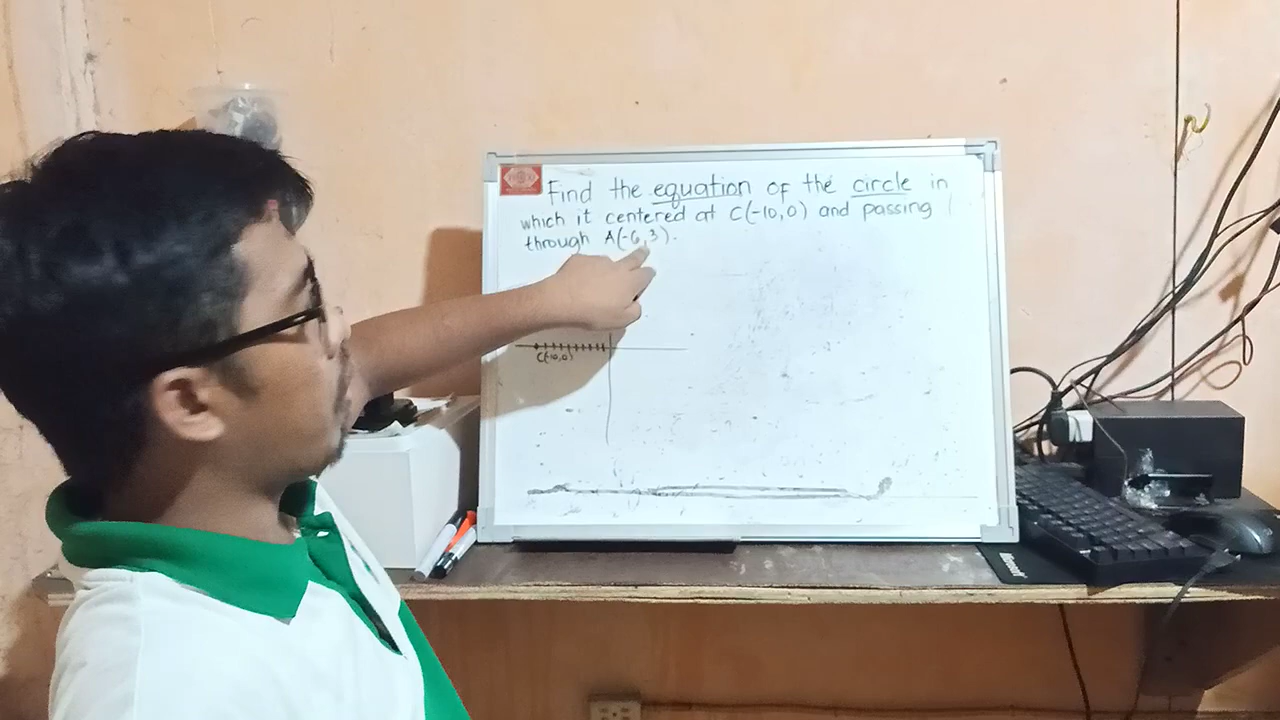 Find the equation of the circle in
which it centered at C(-10,0) and passing
through A(-6,3).
C(-10,0)
Microsoft